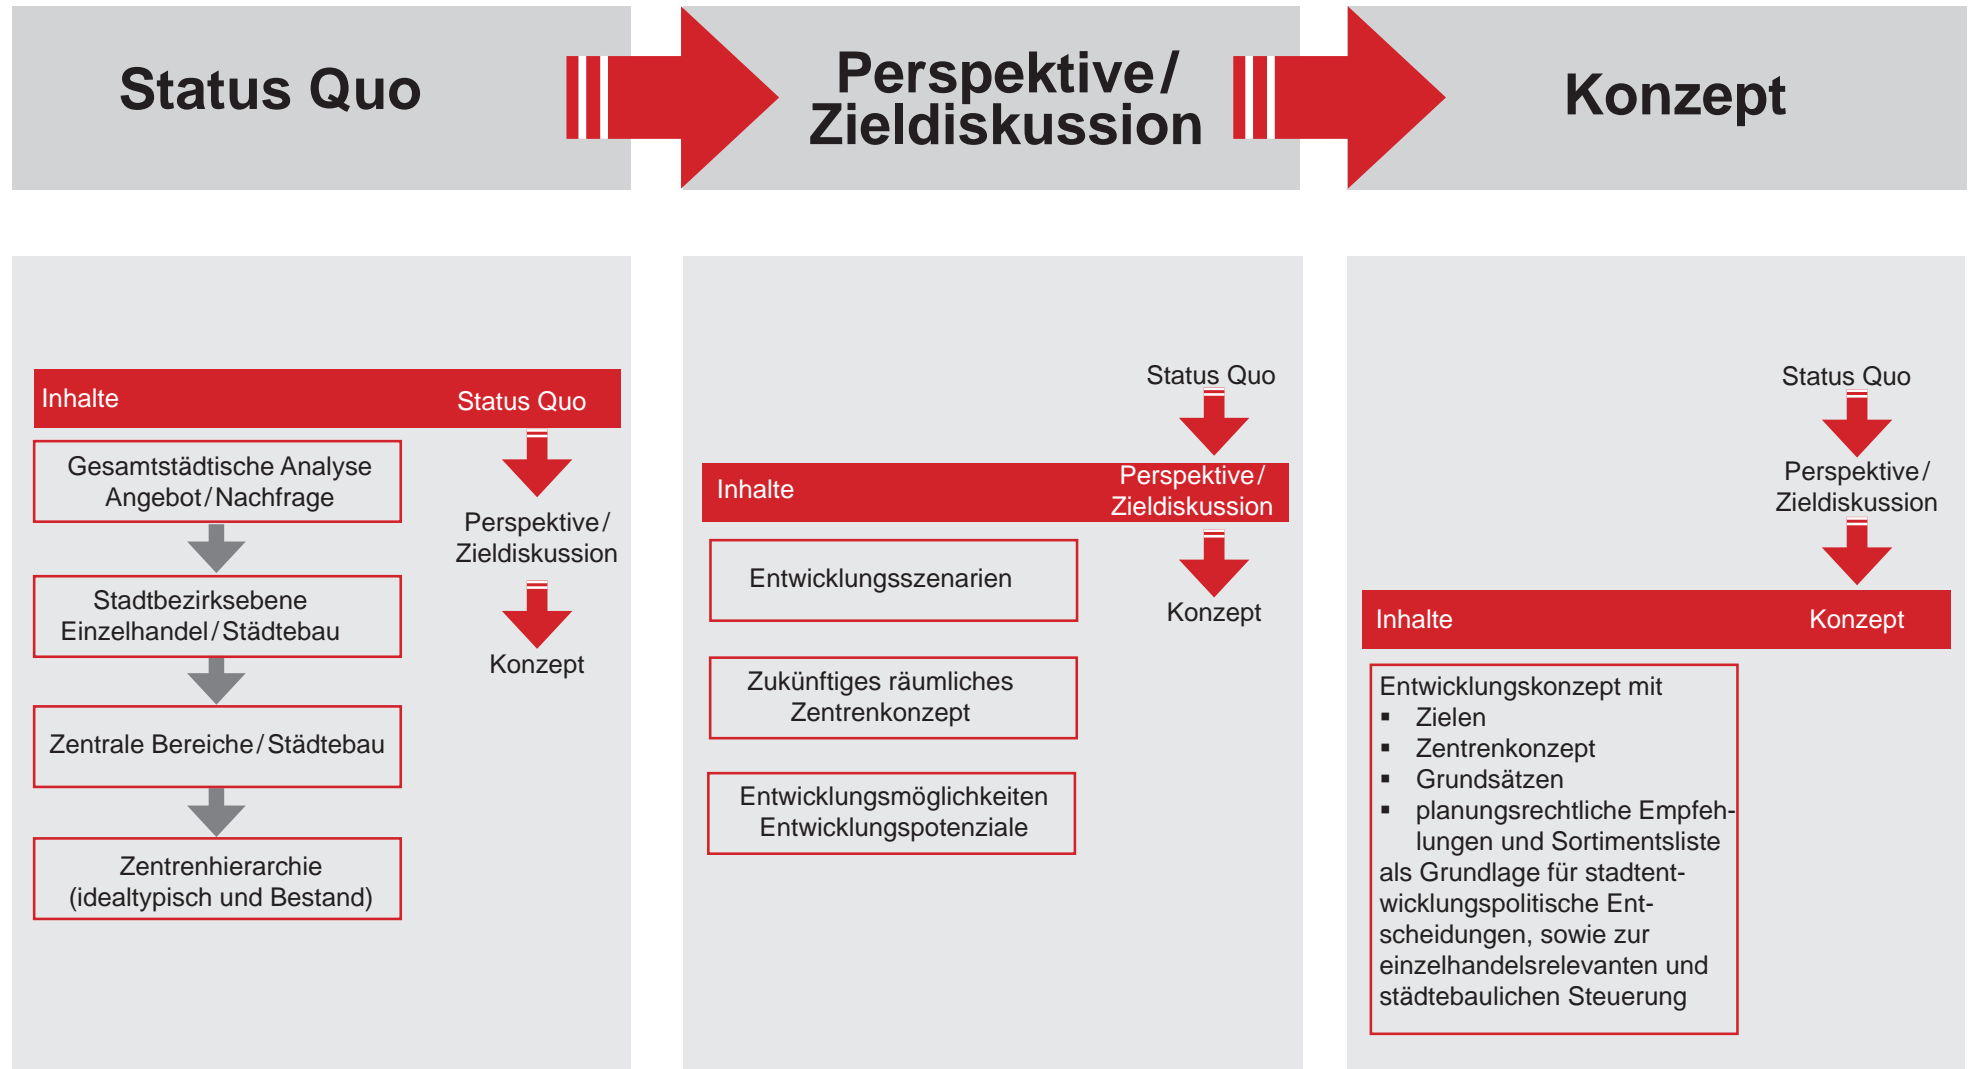 Status Quo
Perspektive/
Zieldiskussion
Konzept
Inhalte
Status Quo
Gesamtstädtische Analyse
Angebot/Nachfrage
Stadtbezirksebene
Einzelhandel/Städtebau
Zentrale Bereiche/Städtebau
Zentrenhierarchie
(idealtypisch und Bestand)
Perspektive/
Zieldiskussion
Konzept
Status Quo
Inhalte
Perspektive/
Zieldiskussion
Entwicklungsszenarien
Zukünftiges räumliches
Zentrenkonzept
Entwicklungsmöglichkeiten
Entwicklungspotenziale
Konzept
Status Quo
Perspektive/
Zieldiskussion
Inhalte
Konzept
Entwicklungskonzept mit
▪ Zielen
▪ Zentrenkonzept
▪ Grundsätzen
▪ planungsrechtliche Empfeh-
lungen und Sortimentsliste
als Grundlage für stadtent-
wicklungspolitische Ent-
scheidungen, sowie zur
einzelhandelsrelevanten und
städtebaulichen Steuerung